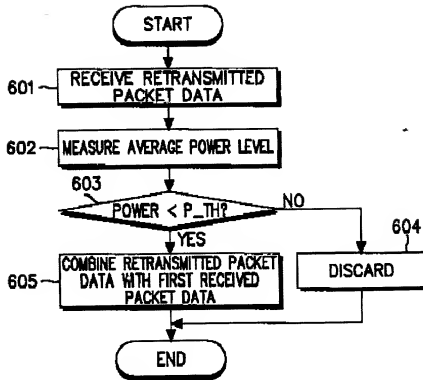 START
601
RECEIVE RETRANSMITTED
PACKET DATA
602
MEASURE AVERAGE POWER LEVEL
603
POWER < P_TH?
NO
YES
604
605
COMBINE RETRANSMITTED PACKET
DATA WITH FIRST RECEIVED
PACKET DATA
DISCARD
END